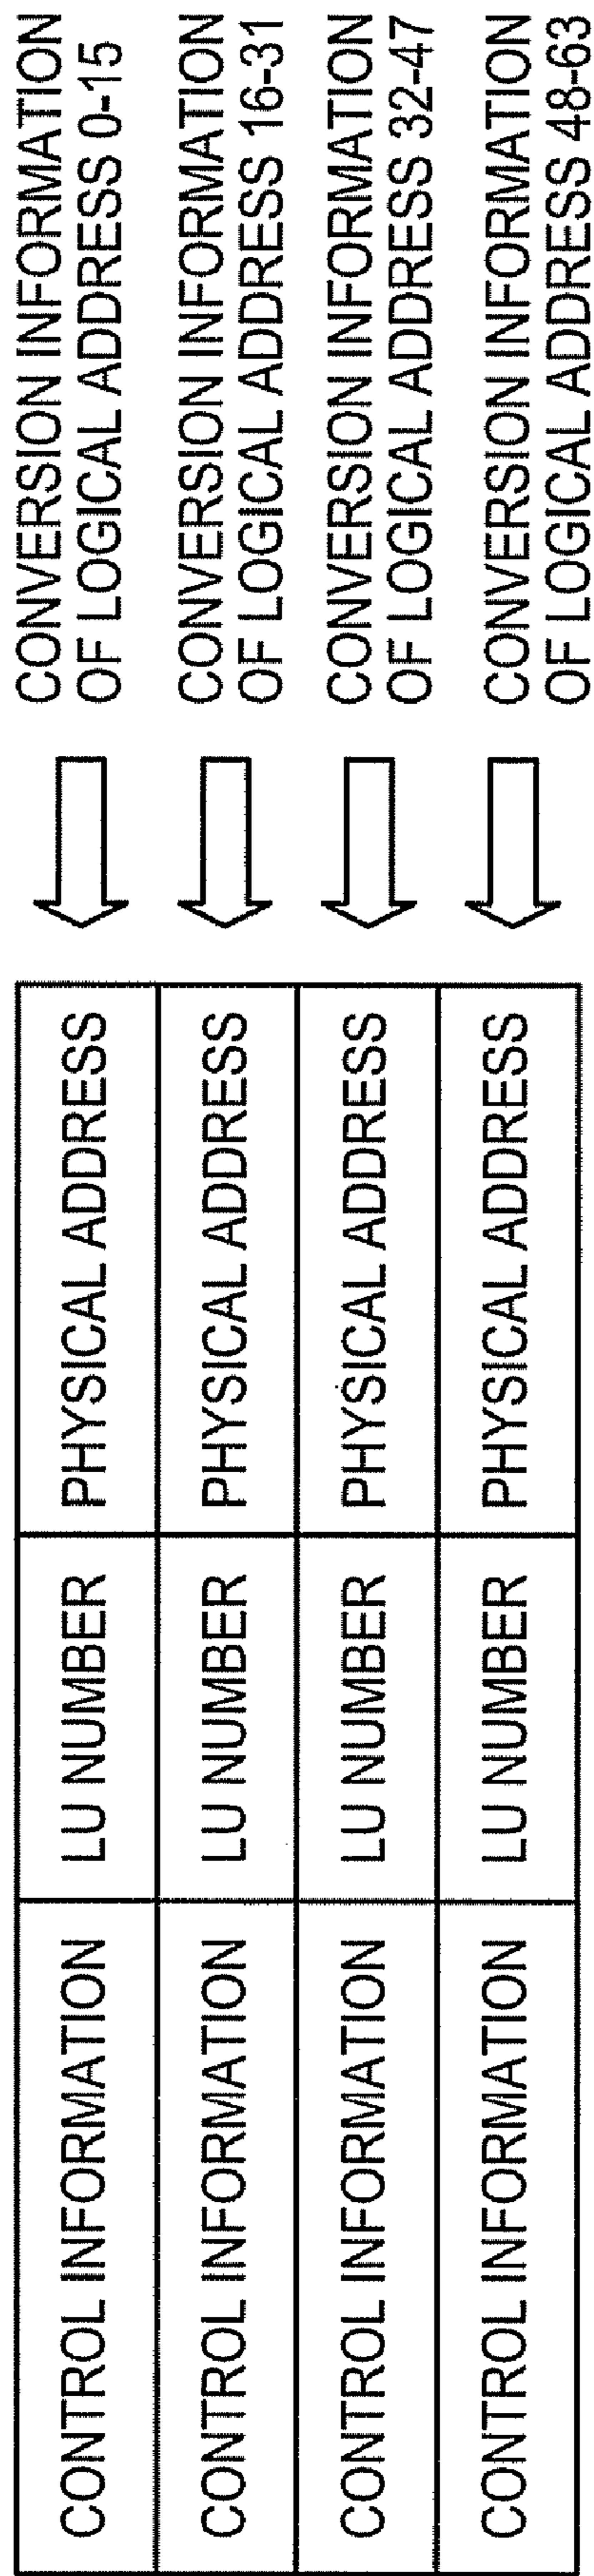 CONTROL INFORMATION LU NUMBER PHYSICAL ADDRESS CONVERSION INFORMATION
OF LOGICAL ADDRESS 0-15
CONTROL INFORMATION LU NUMBER PHYSICAL ADDRESS CONVERSION INFORMATION
OF LOGICAL ADDRESS 16-31
CONTROL INFORMATION LU NUMBER PHYSICAL ADDRESS CONVERSION INFORMATION
OF LOGICAL ADDRESS 32-47
CONTROL INFORMATION LU NUMBER PHYSICAL ADDRESS CONVERSION INFORMATION
OF LOGICAL ADDRESS 48-63